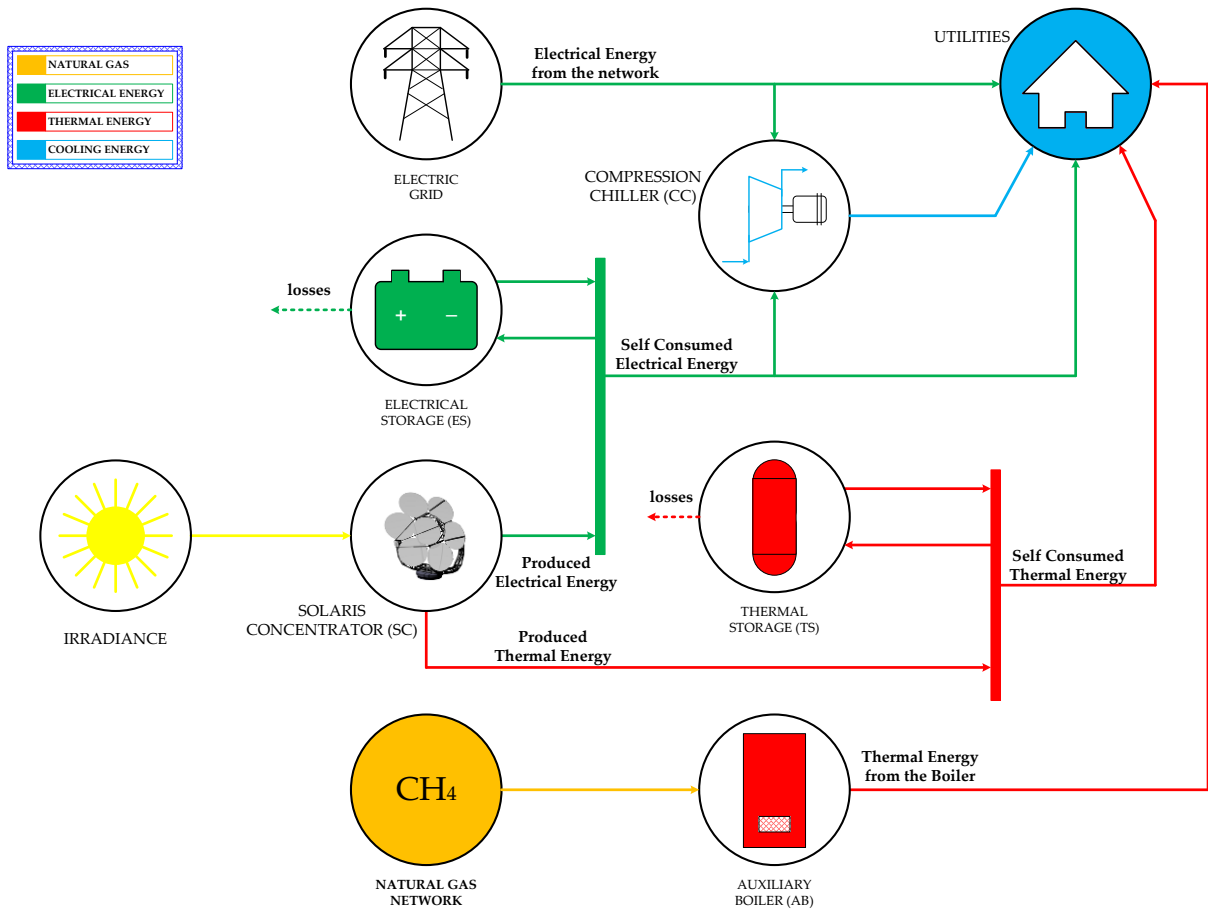 NATURAL GAS
ELECTRICAL ENERGY
THERMAL ENERGY
COOLING ENERGY
Electrical Energy
from the network
UTILITIES
ELECTRIC
GRID
COMPRESSION
CHILLER (CC)
losses
+ −
Self Consumed
Electrical Energy
ELECTRICAL
STORAGE (ES)
losses
Produced
Electrical Energy
Self Consumed
Thermal Energy
IRRADIANCE
SOLARIS
CONCENTRATOR (SC)
THERMAL
STORAGE (TS)
Produced
Thermal Energy
CH₄
Thermal Energy
from the Boiler
NATURAL GAS
NETWORK
AUXILIARY
BOILER (AB)